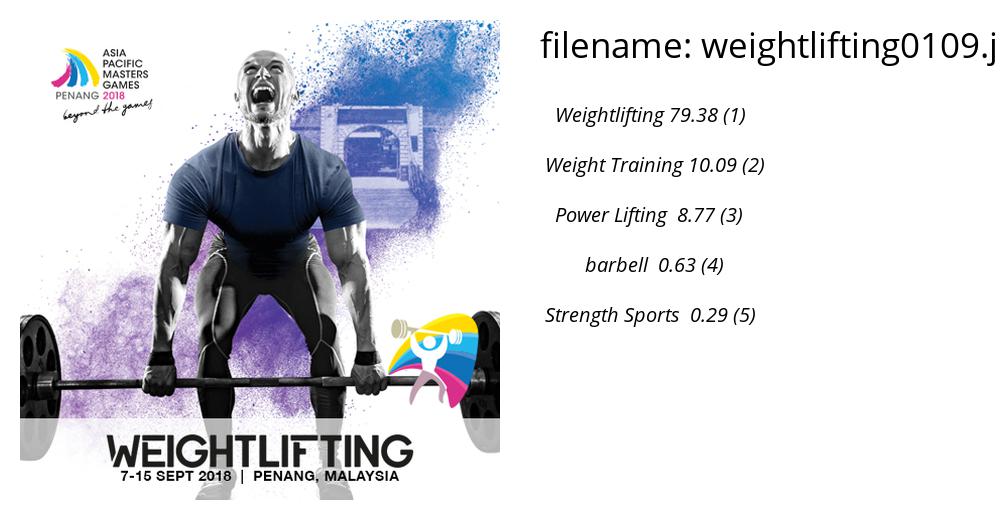 ASIA
PACIFIC
MASTERS
GAMES
PENANG 2018
beyond the games
WEIGHTLIFTING
7-15 SEPT 2018 | PENANG, MALAYSIA
filename: weightlifting0109.j
Weightlifting 79.38 (1)
Weight Training 10.09 (2)
Power Lifting 8.77 (3)
barbell 0.63 (4)
Strength Sports 0.29 (5)